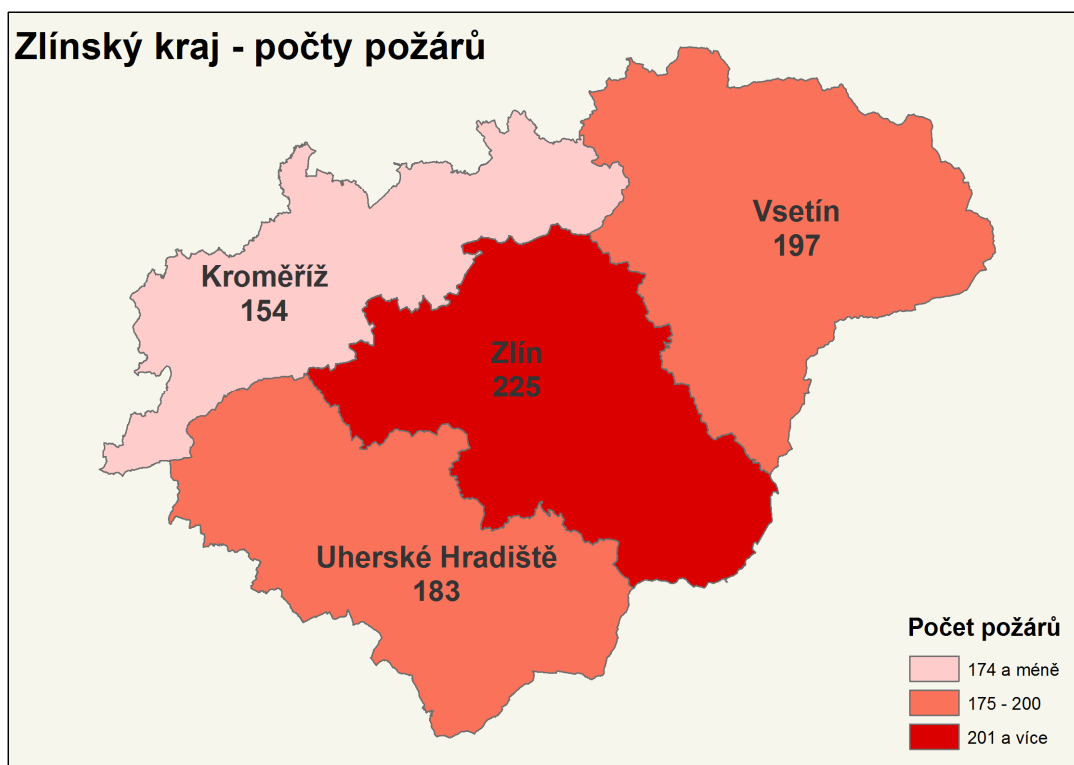 Zlínský kraj - počty požárů
Vsetín
197
Kroměříž
154
Zlín
225
Uherské Hradiště
183
Počet požárů
174 a méně
175 - 200
201 a více